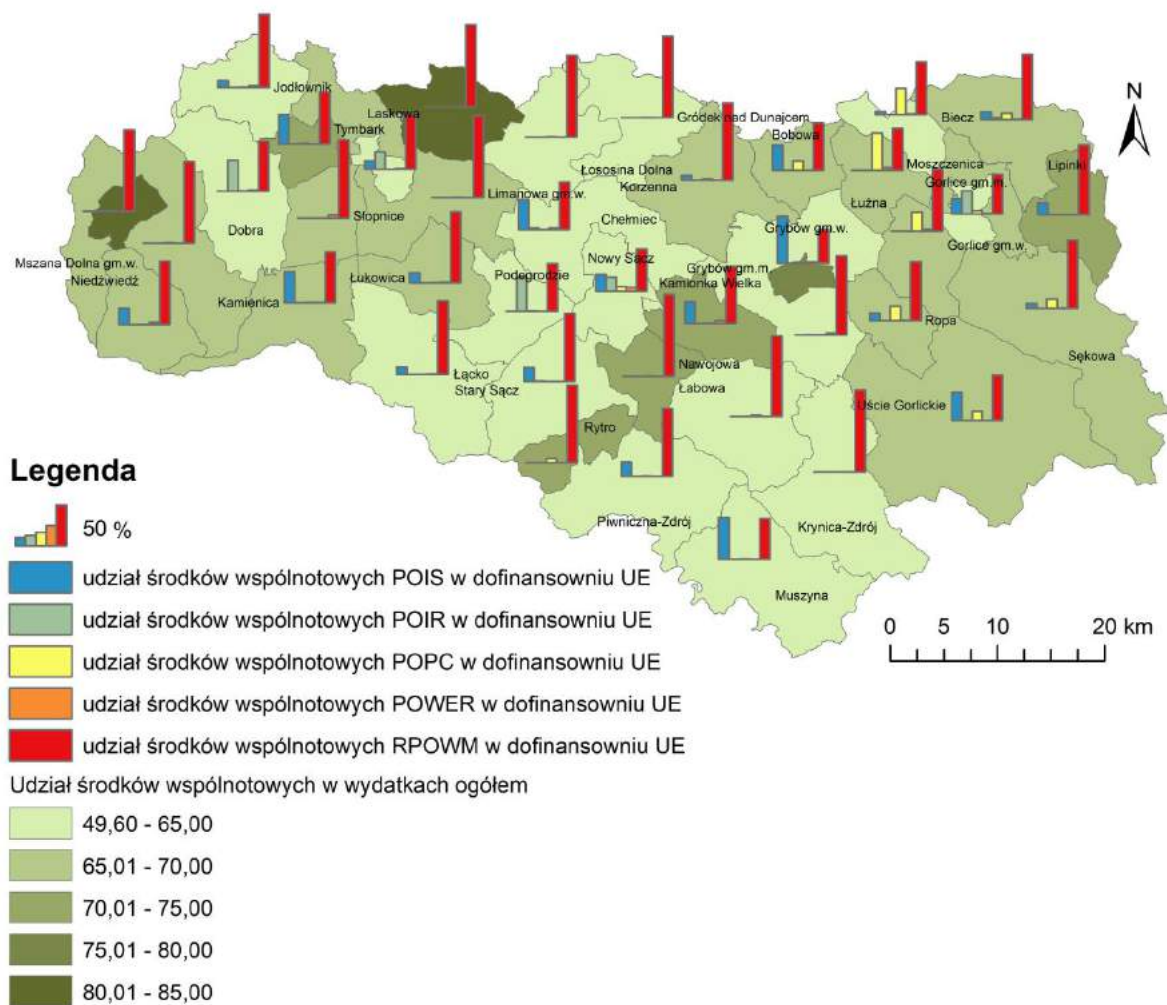 N
Jodłownik
Laskowa
Tymbark
Gródek nad Dunajcem
Bobowa
Biecz
Łososina Dolna
Korzenna
Moszczenica
Gorlice gm.m.
Lipinki
Limanowa gm.w.
Słopnice
Dobra
Chełmiec
Łużna
Grybów gm.w.
Gorlice gm.w.
Mszana Dolna gm.w.
Niedźwiedź
Kamienica
Łukowica
Podegrodzie
Nowy Sącz
Grybów gm.m
Kamionka Wielka
Ropa
Sękowa
Łącko
Stary Sącz
Nawojowa
Łabowa
Uście Gorlickie
Rytro
Piwniczna-Zdrój
Krynica-Zdrój
Muszyna
0 5 10 20 km
Legenda
50 %
udział środków wspólnotowych POIS w dofinansowniu UE
udział środków wspólnotowych POIR w dofinansowniu UE
udział środków wspólnotowych POPC w dofinansowniu UE
udział środków wspólnotowych POWER w dofinansowniu UE
udział środków wspólnotowych RPOWM w dofinansowniu UE
Udział środków wspólnotowych w wydatkach ogółem
49,60 - 65,00
65,01 - 70,00
70,01 - 75,00
75,01 - 80,00
80,01 - 85,00